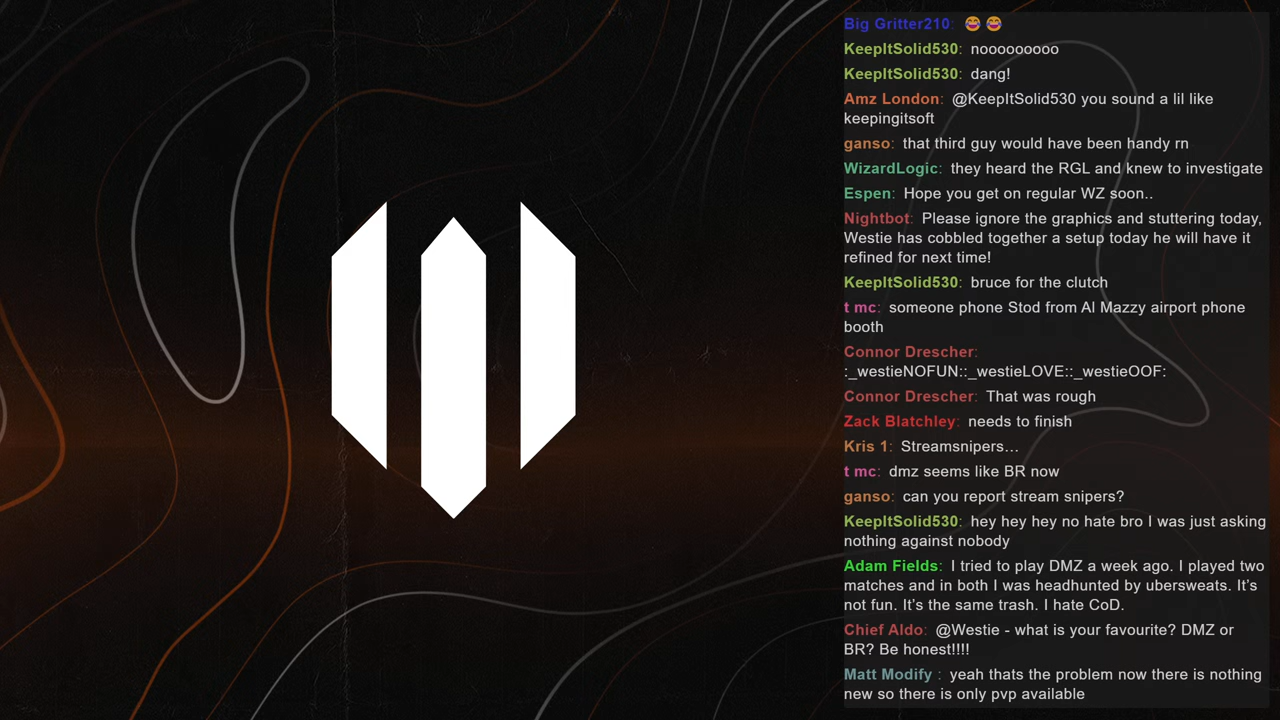 Big Gritter210: 😂 😂
KeepItSolid530: nooooooooo
KeepItSolid530: dang!
Amz London: @KeepItSolid530 you sound a lil like
keepingitsoft
ganso: that third guy would have been handy rn
WizardLogic: they heard the RGL and knew to investigate
Espen: Hope you get on regular WZ soon..
Nightbot: Please ignore the graphics and stuttering today,
Westie has cobbled together a setup today he will have it
refined for next time!
KeepItSolid530: bruce for the clutch
t mc: someone phone Stod from Al Mazzy airport phone
booth
Connor Drescher:
:_westieNOFUN::_westieLOVE::_westieOOF:
Connor Drescher: That was rough
Zack Blatchley: needs to finish
Kris 1: Streamsnipers...
t mc: dmz seems like BR now
ganso: can you report stream snipers?
KeepItSolid530: hey hey hey no hate bro I was just asking
nothing against nobody
Adam Fields: I tried to play DMZ a week ago. I played two
matches and in both I was headhunted by ubersweats. It's
not fun. It's the same trash. I hate CoD.
Chief Aldo: @Westie - what is your favourite? DMZ or
BR? Be honest!!!!
Matt Modify : yeah thats the problem now there is nothing
new so there is only pvp available